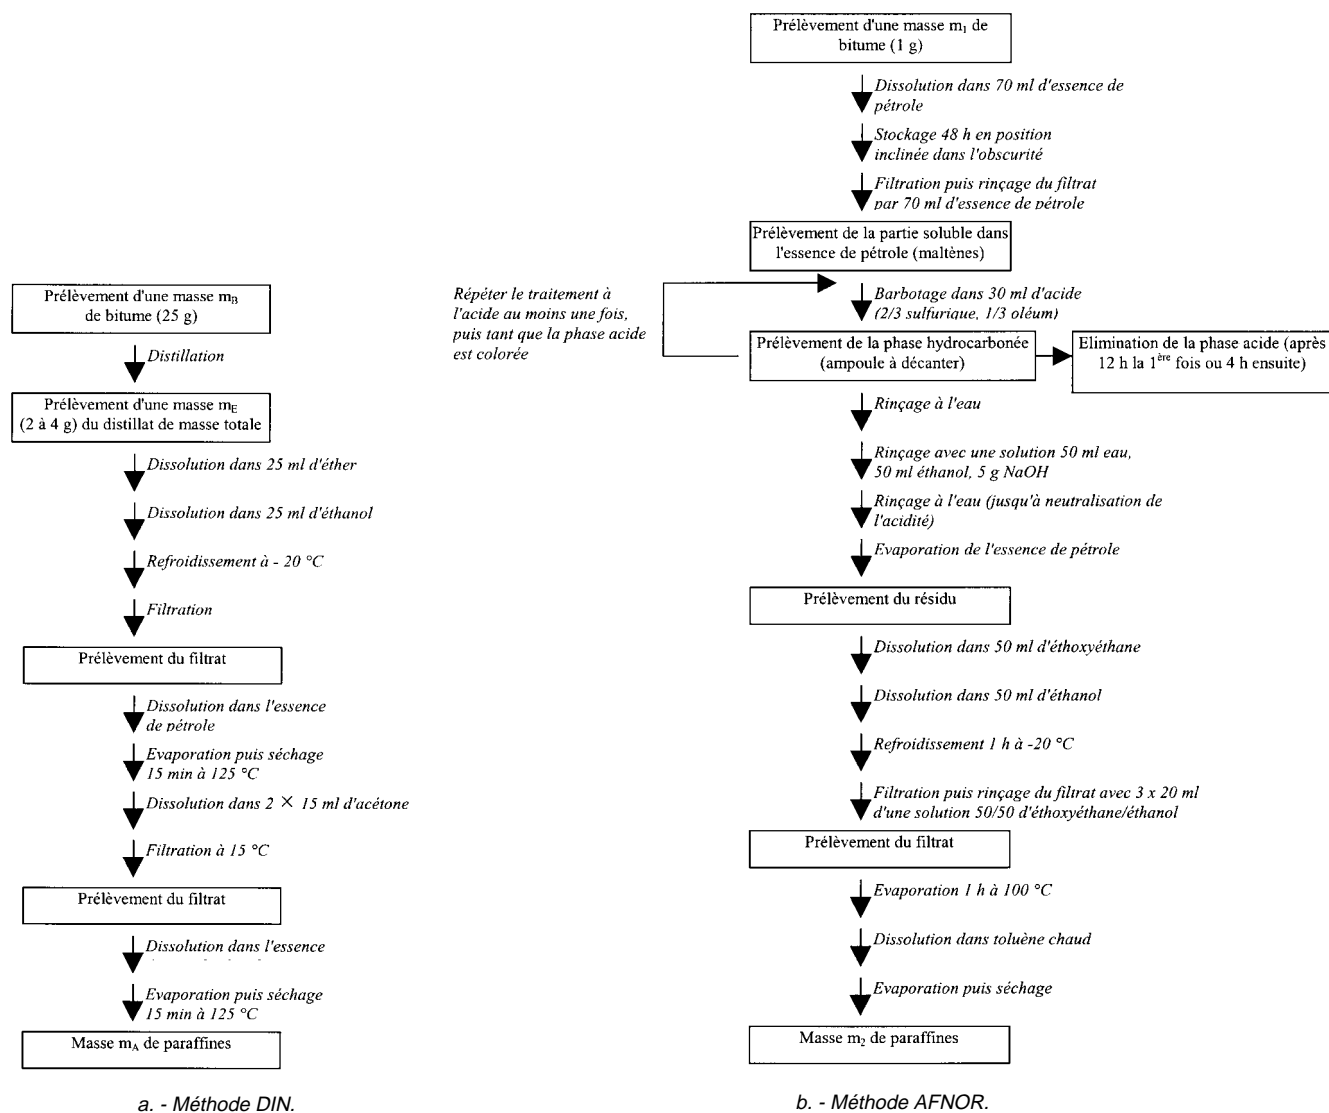 Prélèvement d'une masse mB
de bitume (25 g)
Distillation
Prélèvement d'une masse mE
(2 à 4 g) du distillat de masse totale
Dissolution dans 25 ml d'éther
Dissolution dans 25 ml d'éthanol
Refroidissement à - 20 °C
Filtration
Prélèvement du filtrat
Dissolution dans l'essence
de pétrole
Evaporation puis séchage
15 min à 125 °C
Dissolution dans 2 × 15 ml d'acétone
Filtration à 15 °C
Prélèvement du filtrat
Dissolution dans l'essence
Evaporation puis séchage
15 min à 125 °C
Masse mA de paraffines
a. - Méthode DIN.
Prélèvement d'une masse m1 de
bitume (1 g)
Dissolution dans 70 ml d'essence de
pétrole
Stockage 48 h en position
inclinée dans l'obscurité
Filtration puis rinçage du filtrat
par 70 ml d'essence de pétrole
Prélèvement de la partie soluble dans
l'essence de pétrole (maltènes)
Répéter le traitement à
l'acide au moins une fois,
puis tant que la phase acide
est colorée
Barbotage dans 30 ml d'acide
(2/3 sulfurique, 1/3 oléum)
Prélèvement de la phase hydrocarbonée
(ampoule à décanter)
Elimination de la phase acide (après
12 h la 1ère fois ou 4 h ensuite)
Rinçage à l'eau
Rinçage avec une solution 50 ml eau,
50 ml éthanol, 5 g NaOH
Rinçage à l'eau (jusqu'à neutralisation de
l'acidité)
Evaporation de l'essence de pétrole
Prélèvement du résidu
Dissolution dans 50 ml d'éthoxyéthane
Dissolution dans 50 ml d'éthanol
Refroidissement 1 h à -20 °C
Filtration puis rinçage du filtrat avec 3 x 20 ml
d'une solution 50/50 d'éthoxyéthane/éthanol
Prélèvement du filtrat
Evaporation 1 h à 100 °C
Dissolution dans toluène chaud
Evaporation puis séchage
Masse m2 de paraffines
b. - Méthode AFNOR.